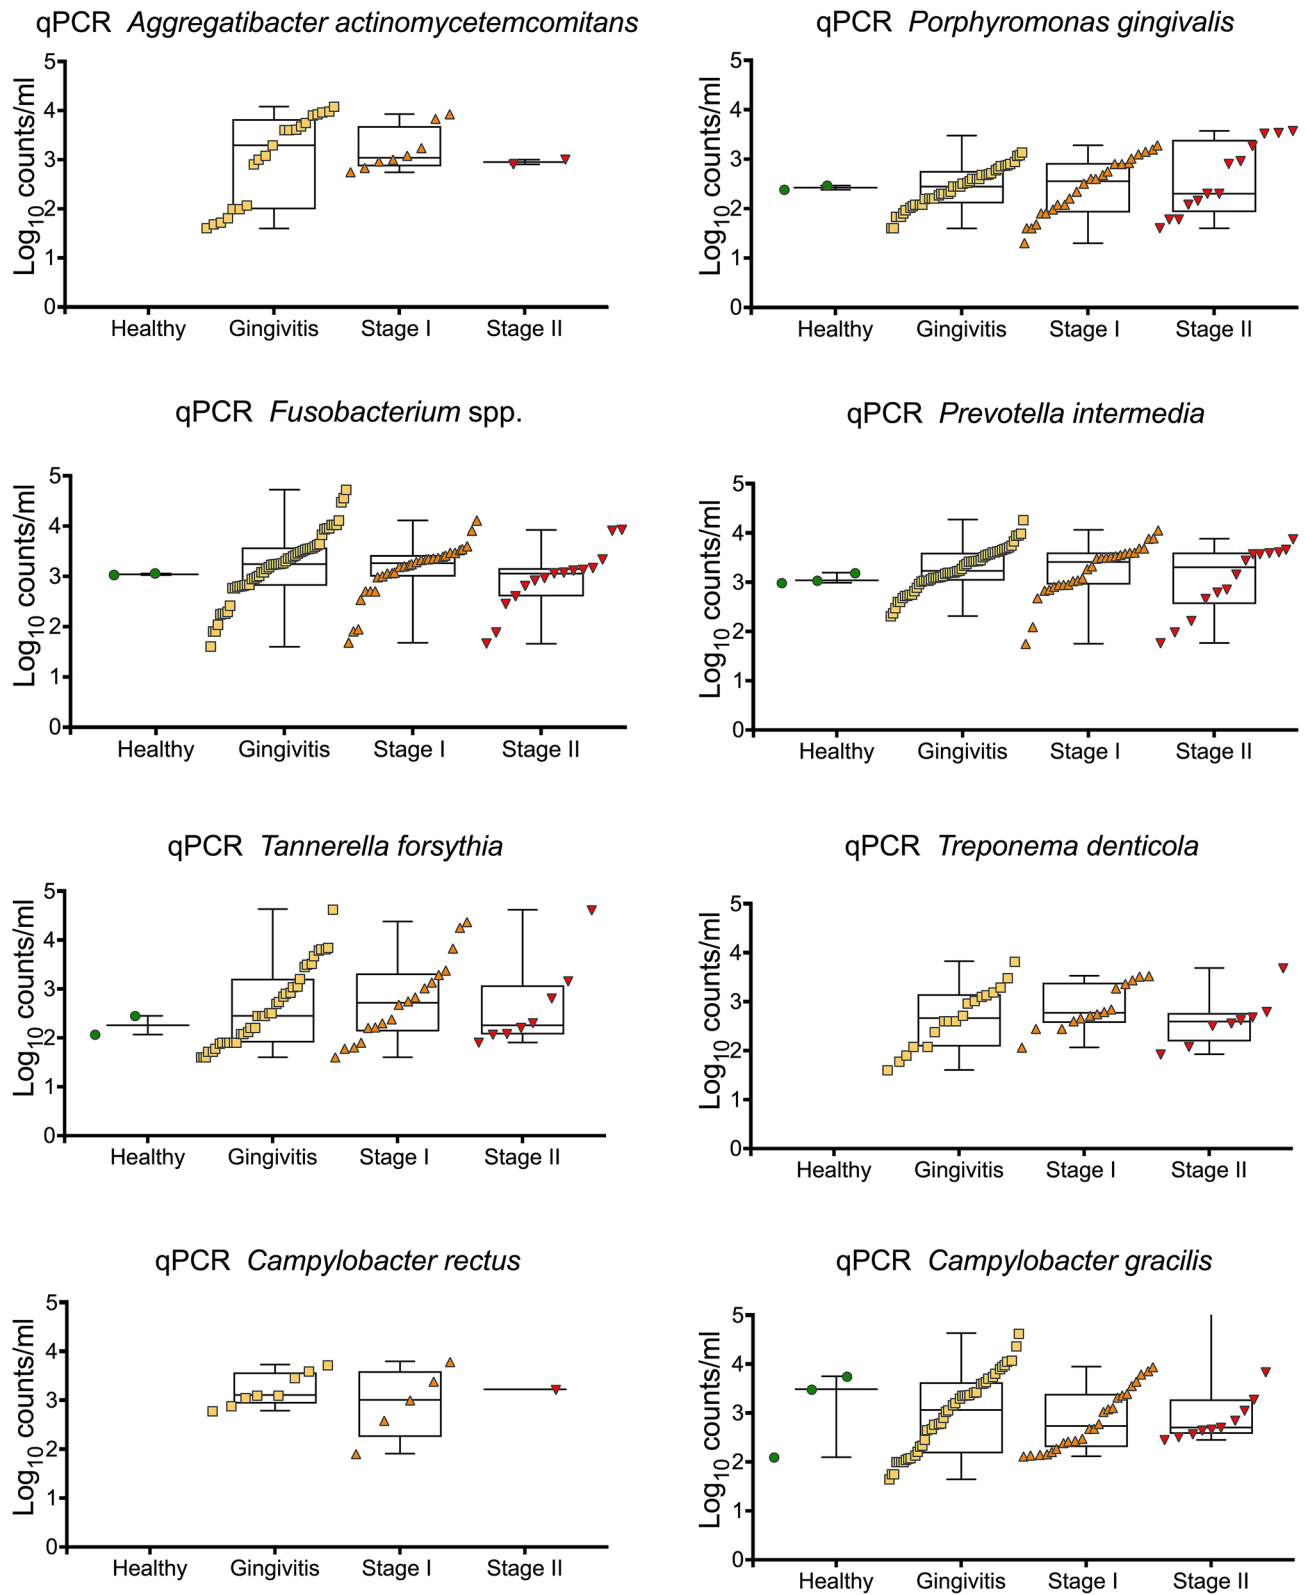 qPCR Aggregatibacter actinomycetemcomitans
Log10 counts/ml
5
4
3
2
1
0
Healthy Gingivitis Stage I Stage II
qPCR Porphyromonas gingivalis
Log10 counts/ml
5
4
3
2
1
0
Healthy Gingivitis Stage I Stage II
qPCR Fusobacterium spp.
Log10 counts/ml
5
4
3
2
1
0
Healthy Gingivitis Stage I Stage II
qPCR Prevotella intermedia
Log10 counts/ml
5
4
3
2
1
0
Healthy Gingivitis Stage I Stage II
qPCR Tannerella forsythia
Log10 counts/ml
5
4
3
2
1
0
Healthy Gingivitis Stage I Stage II
qPCR Treponema denticola
Log10 counts/ml
5
4
3
2
1
0
Healthy Gingivitis Stage I Stage II
qPCR Campylobacter rectus
Log10 counts/ml
5
4
3
2
1
0
Healthy Gingivitis Stage I Stage II
qPCR Campylobacter gracilis
Log10 counts/ml
5
4
3
2
1
0
Healthy Gingivitis Stage I Stage II